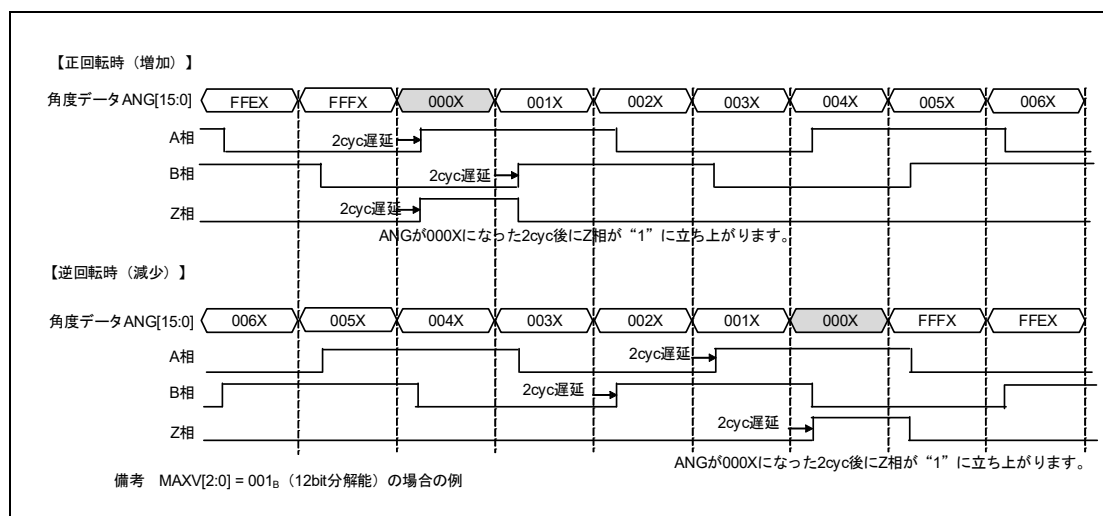 【正回転時（増加）】
角度データANG[15:0] FFEX FFFX 000X 001X 002X 003X 004X 005X 006X
A相 2cyc遅延
B相 2cyc遅延
Z相 2cyc遅延
ANGが000Xになった2cyc後にZ相が“1”に立ち上がります。
【逆回転時（減少）】
角度データANG[15:0] 006X 005X 004X 003X 002X 001X 000X FFFX FFEX
A相 2cyc遅延
B相 2cyc遅延
Z相 2cyc遅延
ANGが000Xになった2cyc後にZ相が“1”に立ち上がります。
備考 MAXV[2:0] = 001B（12bit分解能）の場合の例